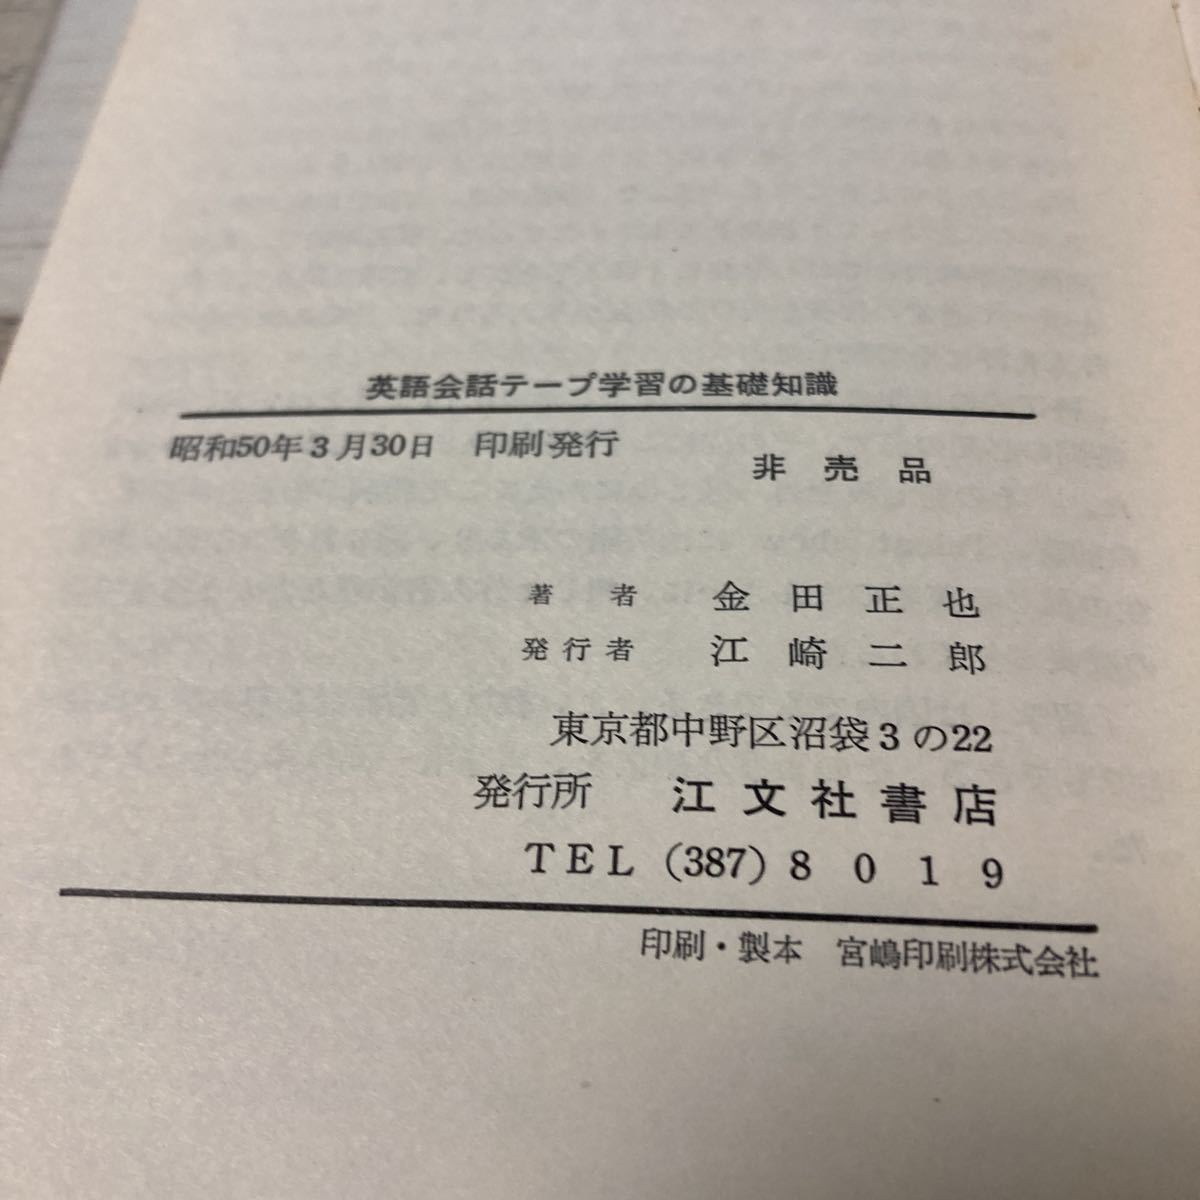 英語会話テープ学習の基礎知識
昭和50年3月30日 印刷発行
非売品
著者 金田正也
発行者 江崎二郎
東京都中野区沼袋3の22
発行所 江文社書店
TEL (387) 8019
印刷・製本 宮嶋印刷株式会社